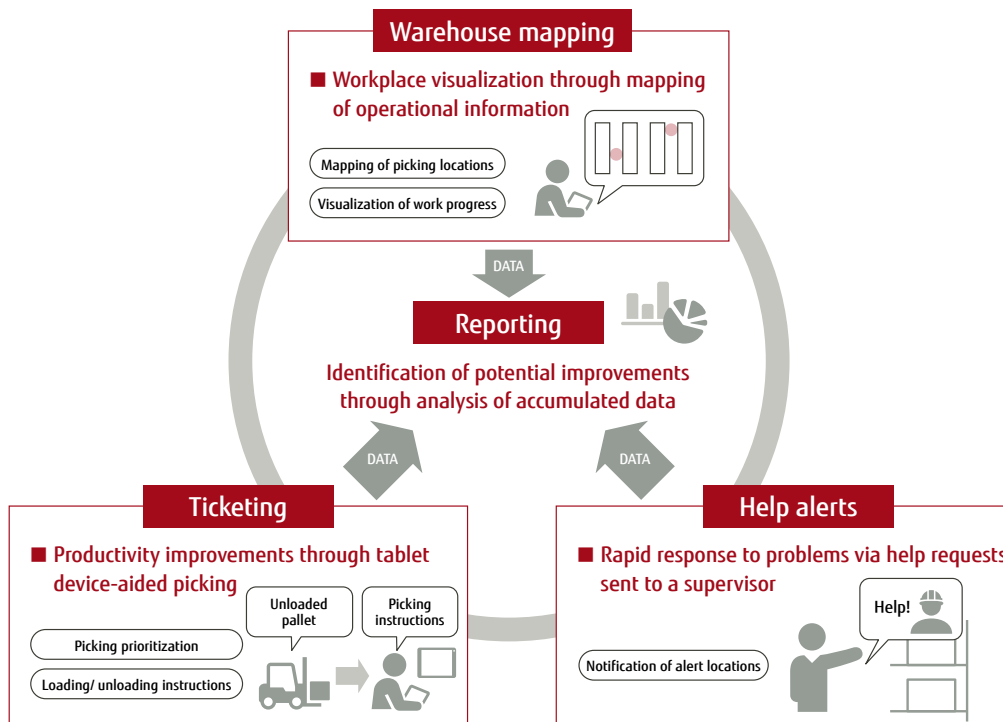 Warehouse mapping
■ Workplace visualization through mapping
of operational information
Mapping of picking locations
Visualization of work progress
DATA
Reporting
Identification of potential improvements
through analysis of accumulated data
DATA
DATA
Ticketing
■ Productivity improvements through tablet
device-aided picking
Unloaded
pallet
Picking
instructions
Picking prioritization
Loading/ unloading instructions
Help alerts
■ Rapid response to problems via help requests
sent to a supervisor
Help!
Notification of alert locations